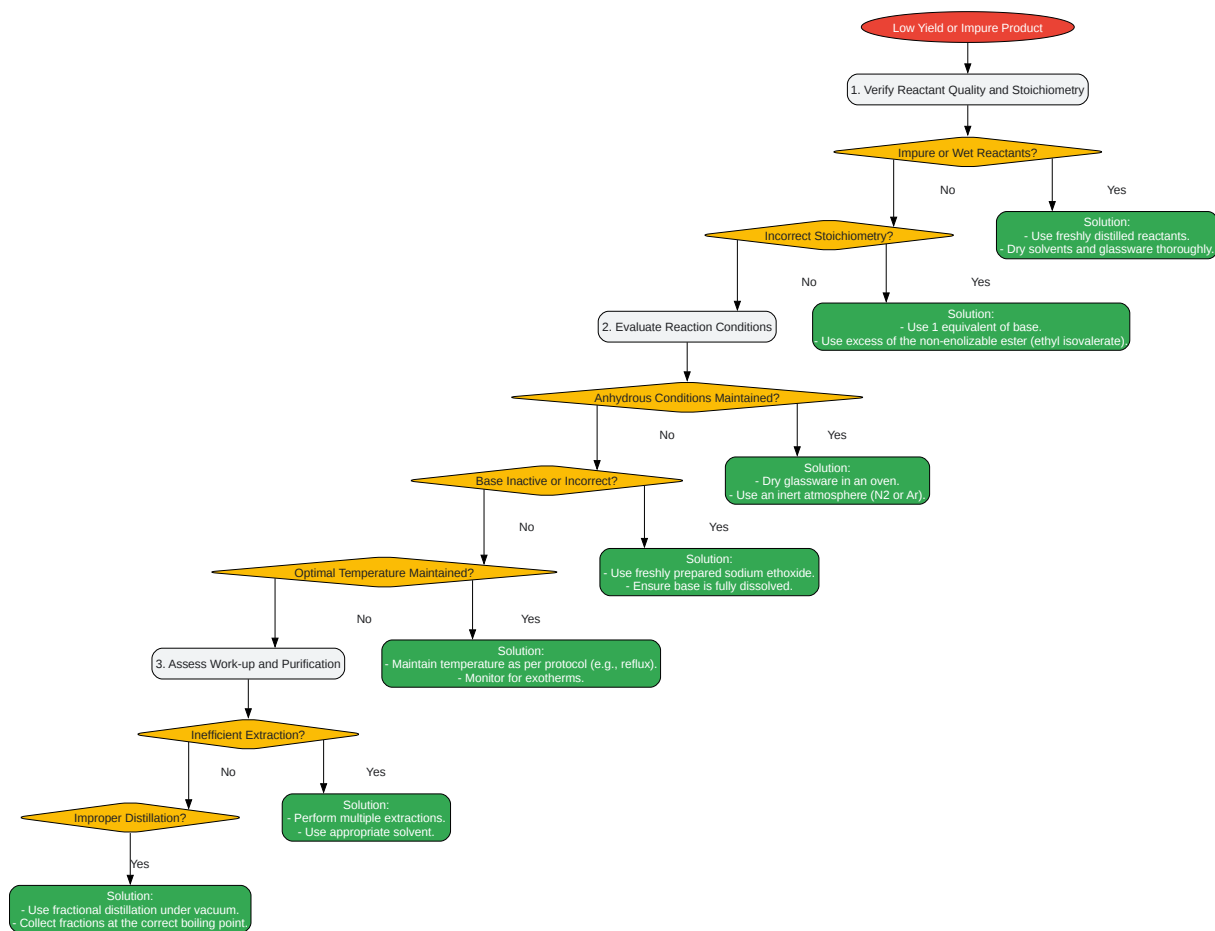 Low Yield or Impure Product
1. Verify Reactant Quality and Stoichiometry
Impure or Wet Reactants?
No
Yes
Solution:
- Use freshly distilled reactants.
- Dry solvents and glassware thoroughly.
Incorrect Stoichiometry?
No
Yes
Solution:
- Use 1 equivalent of base.
- Use excess of the non-enolizable ester (ethyl isovalerate).
2. Evaluate Reaction Conditions
Anhydrous Conditions Maintained?
No
Yes
Solution:
- Dry glassware in an oven.
- Use an inert atmosphere (N2 or Ar).
Base Inactive or Incorrect?
No
Yes
Solution:
- Use freshly prepared sodium ethoxide.
- Ensure base is fully dissolved.
Optimal Temperature Maintained?
No
Yes
Solution:
- Maintain temperature as per protocol (e.g., reflux).
- Monitor for exotherms.
3. Assess Work-up and Purification
Inefficient Extraction?
No
Yes
Solution:
- Perform multiple extractions.
- Use appropriate solvent.
Improper Distillation?
Yes
Solution:
- Use fractional distillation under vacuum.
- Collect fractions at the correct boiling point.